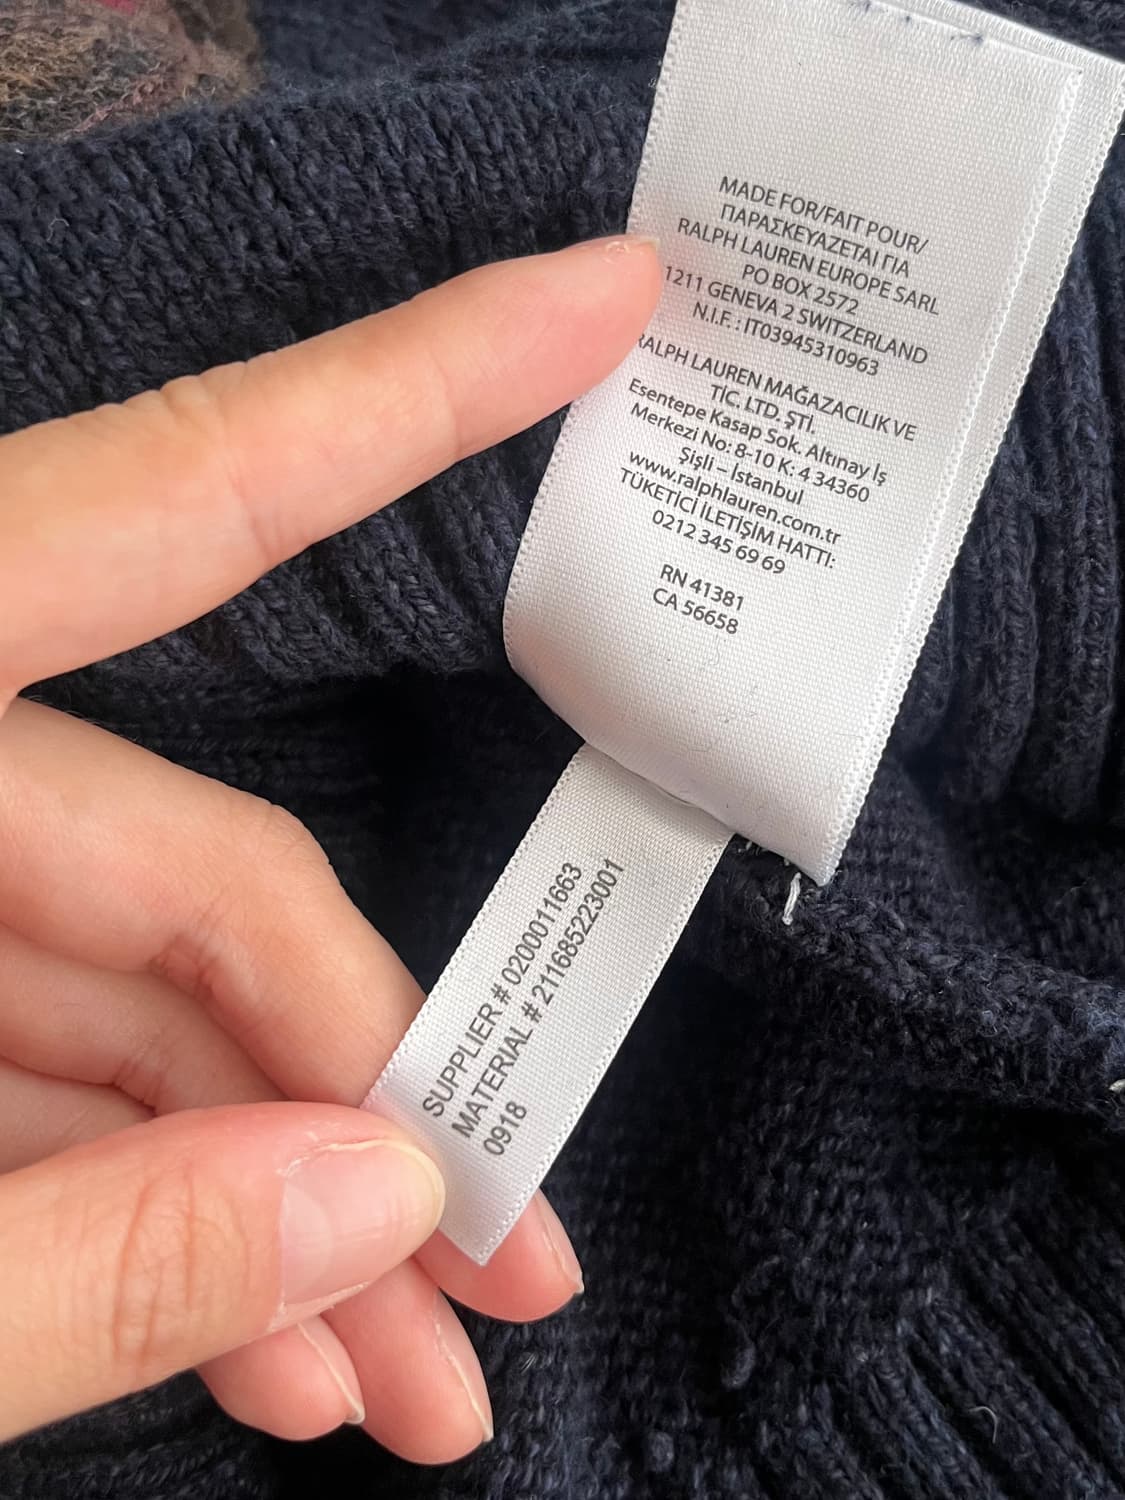 MADE FOR/FAIT POUR/
ΠΑΡΑΣΚΕΥΑΖΕΤΑΙ ΓΙΑ
RALPH LAUREN EUROPE SARL
PO BOX 2572
1211 GENEVA 2 SWITZERLAND
N.I.F. : IT03945310963
RALPH LAUREN MAĞAZACILIK VE
TİC. LTD. ŞTİ.
Esentepe Kasap Sok. Altınay İş
Merkezi No: 8-10 K: 4 34360
Şişli – İstanbul
www.ralphlauren.com.tr
TÜKETİCİ İLETİŞİM HATTI:
0212 345 69 69
RN 41381
CA 56658
SUPPLIER # 0200011663
MATERIAL # 211685223001
0918